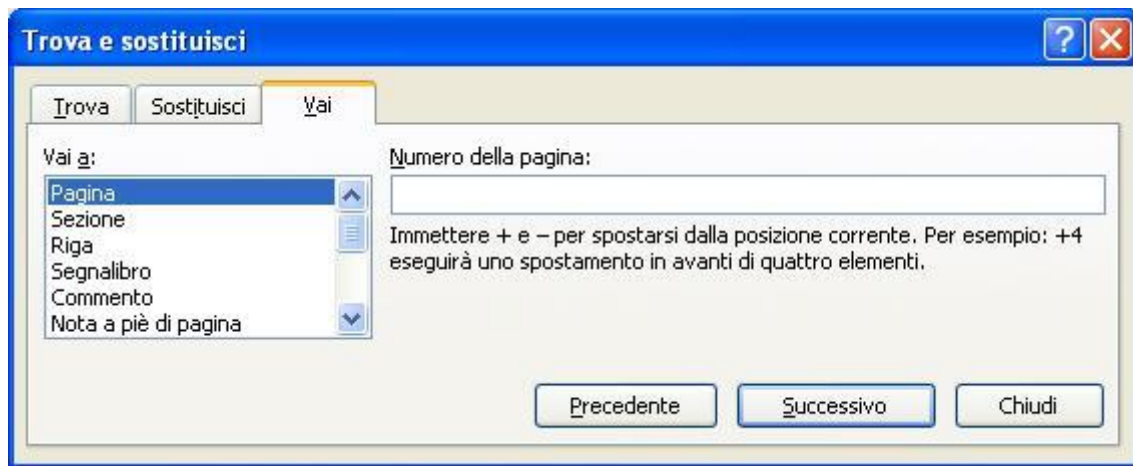 Trova e sostituisci
Trova Sostituisci Vai
Vai a:
Pagina
Sezione
Riga
Segnalibro
Commento
Nota a piè di pagina
Numero della pagina:
Immettere + e – per spostarsi dalla posizione corrente. Per esempio: +4
eseguirà uno spostamento in avanti di quattro elementi.
Precedente Successivo Chiudi